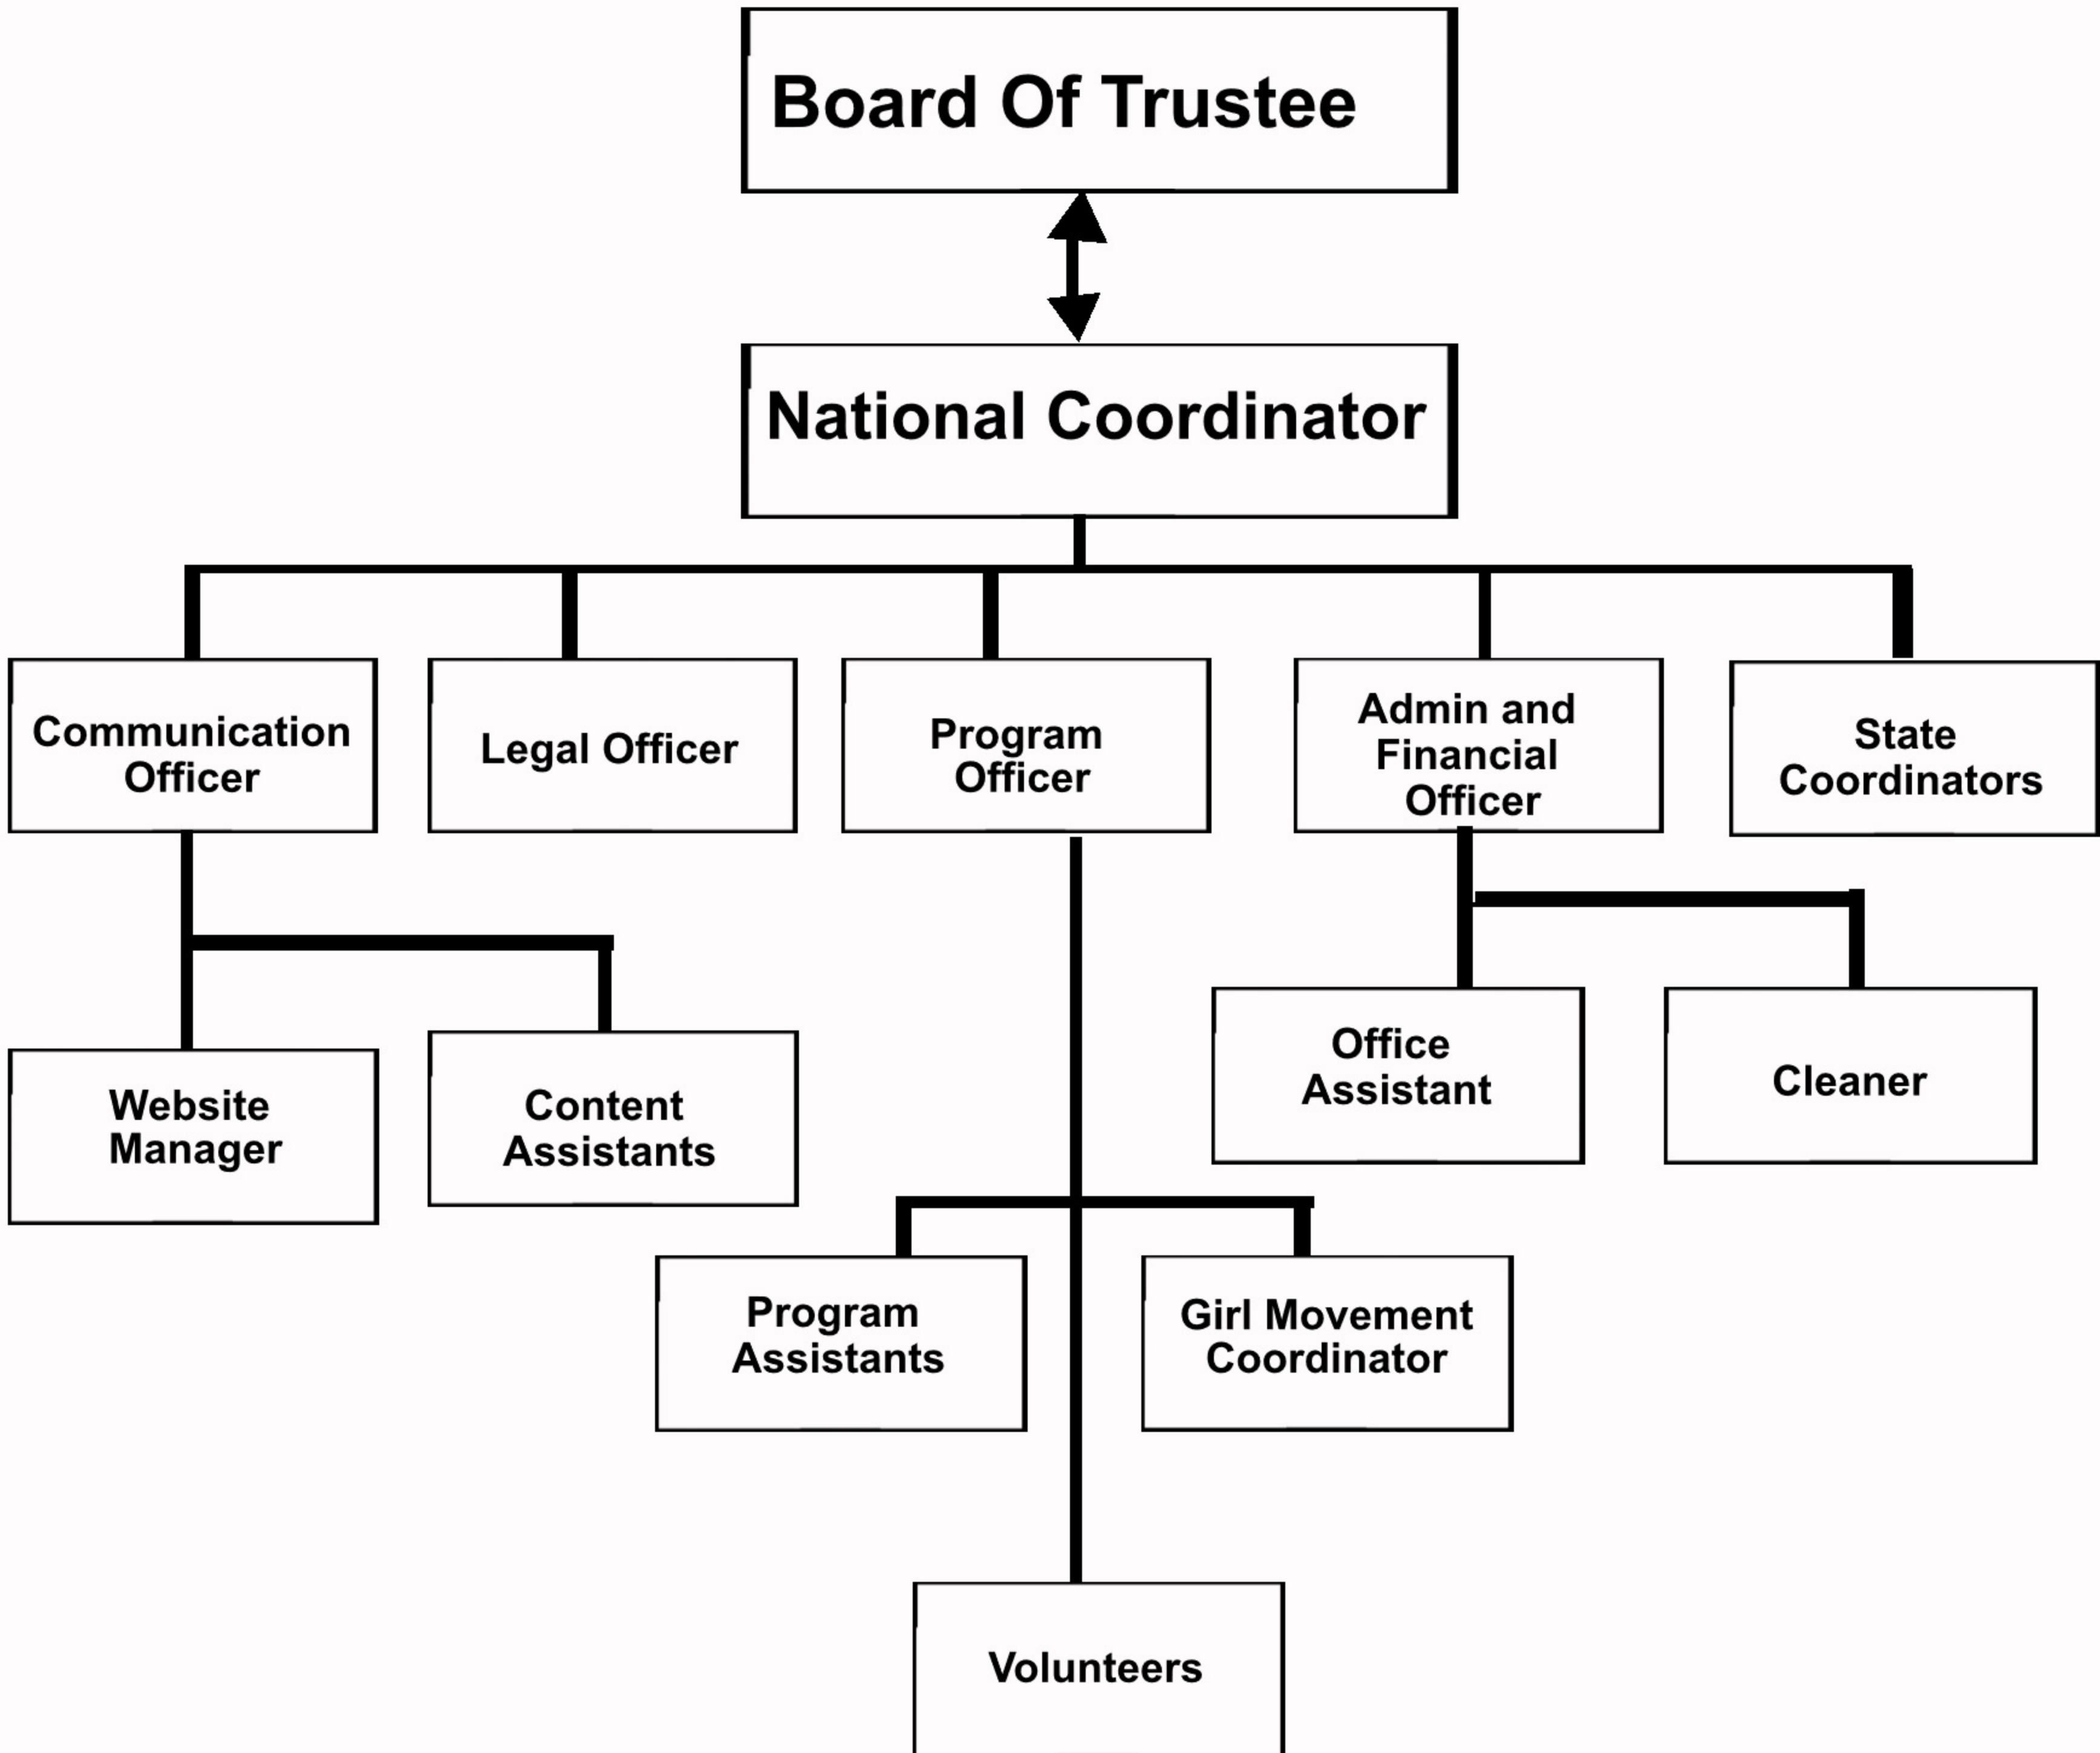 Board Of Trustee
National Coordinator
Communication
Officer
Legal Officer
Program
Officer
Admin and
Financial
Officer
State
Coordinators
Website
Manager
Content
Assistants
Office
Assistant
Cleaner
Program
Assistants
Girl Movement
Coordinator
Volunteers